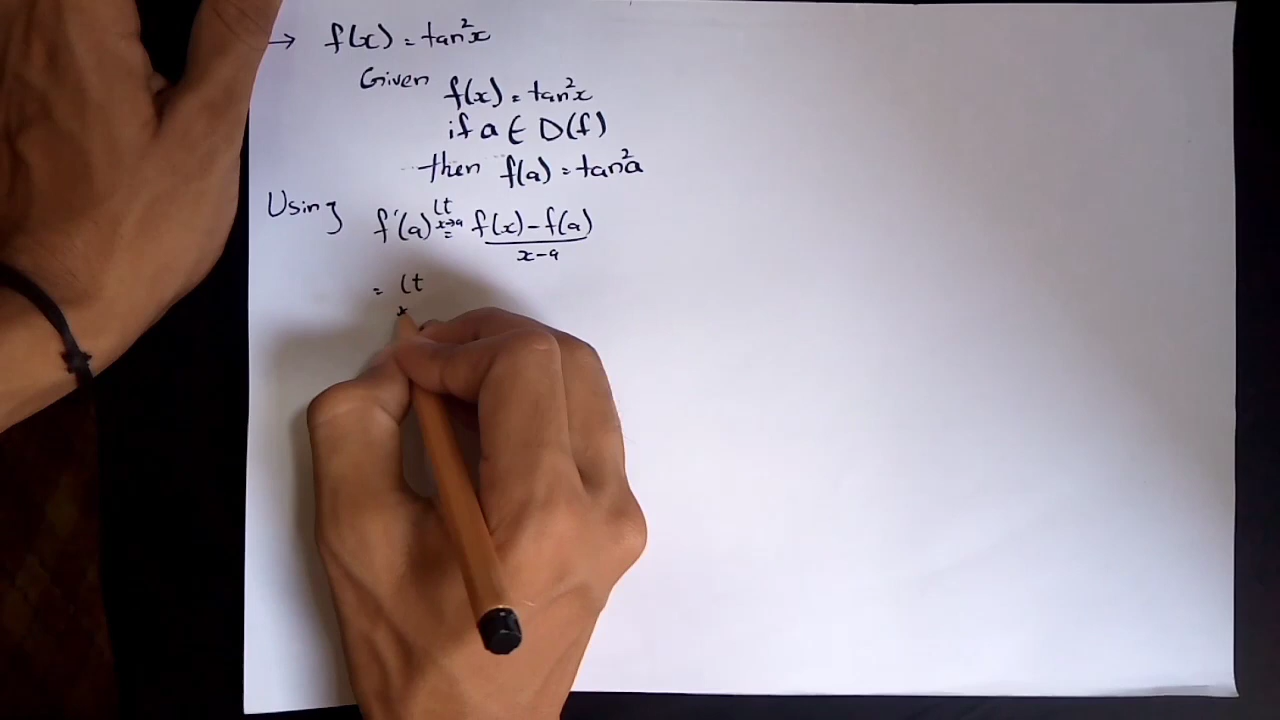 → f(x) = tan²x
Given f(x) = tan²x
if a ∈ D(f)
then f(a) = tan²a
Using f'(a) = lt x→a f(x) - f(a) / x-a
= lt
x